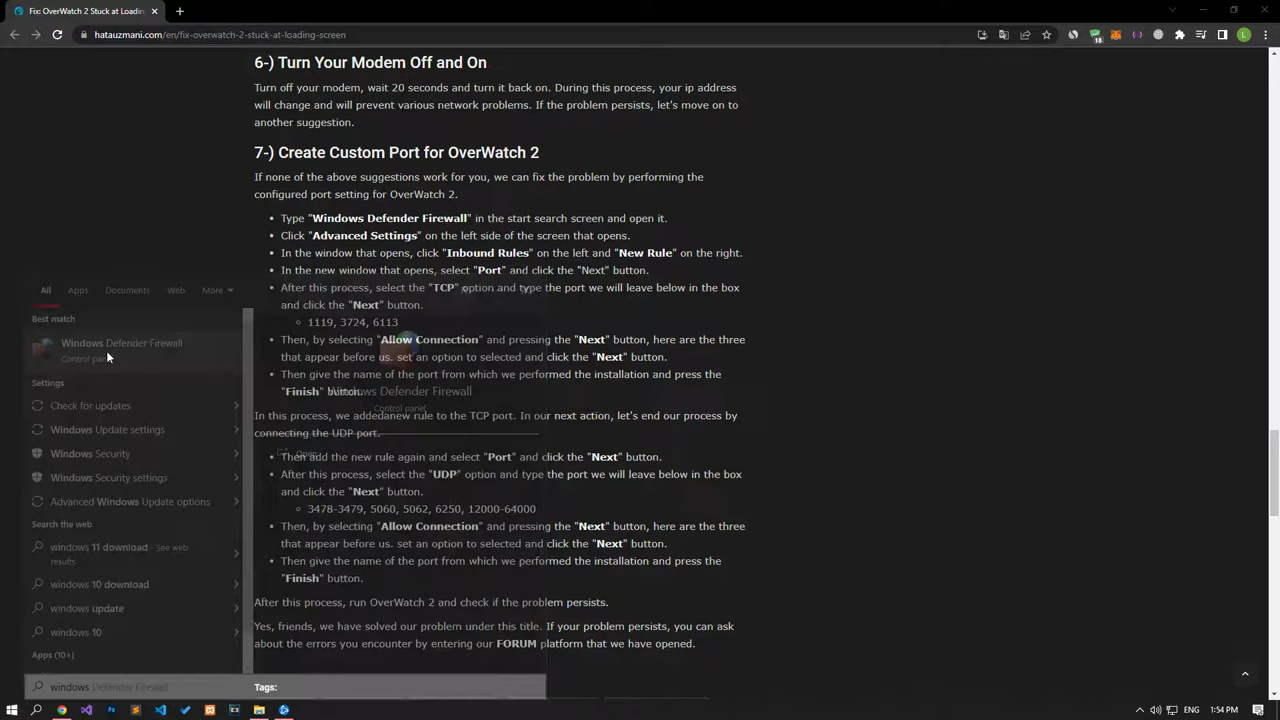 Fix: OverWatch 2 Stuck at Loadin
hatauzmani.com/en/fix-overwatch-2-stuck-at-loading-screen
18
L
6-) Turn Your Modem Off and On
Turn off your modem, wait 20 seconds and turn it back on. During this process, your ip address
will change and will prevent various network problems. If the problem persists, let's move on to
another suggestion.
7-) Create Custom Port for OverWatch 2
If none of the above suggestions work for you, we can fix the problem by performing the
configured port setting for OverWatch 2.
• Type "Windows Defender Firewall" in the start search screen and open it.
• Click "Advanced Settings" on the left side of the screen that opens.
• In the window that opens, click "Inbound Rules" on the left and "New Rule" on the right.
• In the new window that opens, select "Port" and click the "Next" button.
• After this process, select the "TCP" option and type the port we will leave below in the box
and click the "Next" button.
1119, 3724, 6113
• Then, by selecting "Allow Connection" and pressing the "Next" button, here are the three
that appear before us. set an option to selected and click the "Next" button.
• Then give the name of the port from which we performed the installation and press the
"Finish" button.
In this process, we addedanew rule to the TCP port. In our next action, let's end our process by
connecting the UDP port.
• Then add the new rule again and select "Port" and click the "Next" button.
• After this process, select the "UDP" option and type the port we will leave below in the box
and click the "Next" button.
3478-3479, 5060, 5062, 6250, 12000-64000
• Then, by selecting "Allow Connection" and pressing the "Next" button, here are the three
that appear before us. set an option to selected and click the "Next" button.
• Then give the name of the port from which we performed the installation and press the
"Finish" button.
After this process, run OverWatch 2 and check if the problem persists.
Yes, friends, we have solved our problem under this title. If your problem persists, you can ask
about the errors you encounter by entering our FORUM platform that we have opened.
Tags:
All Apps Documents Web More
Best match
Windows Defender Firewall
Control panel
Settings
Check for updates
Windows Update settings
Windows Security
Windows Security settings
Advanced Windows Update options
Search the web
windows 11 download - See web
results
windows 10 download
windows update
windows 10
Apps (10+)
windows Defender Firewall
Windows Defender Firewall
Control panel
Open
ENG
1:54 PM